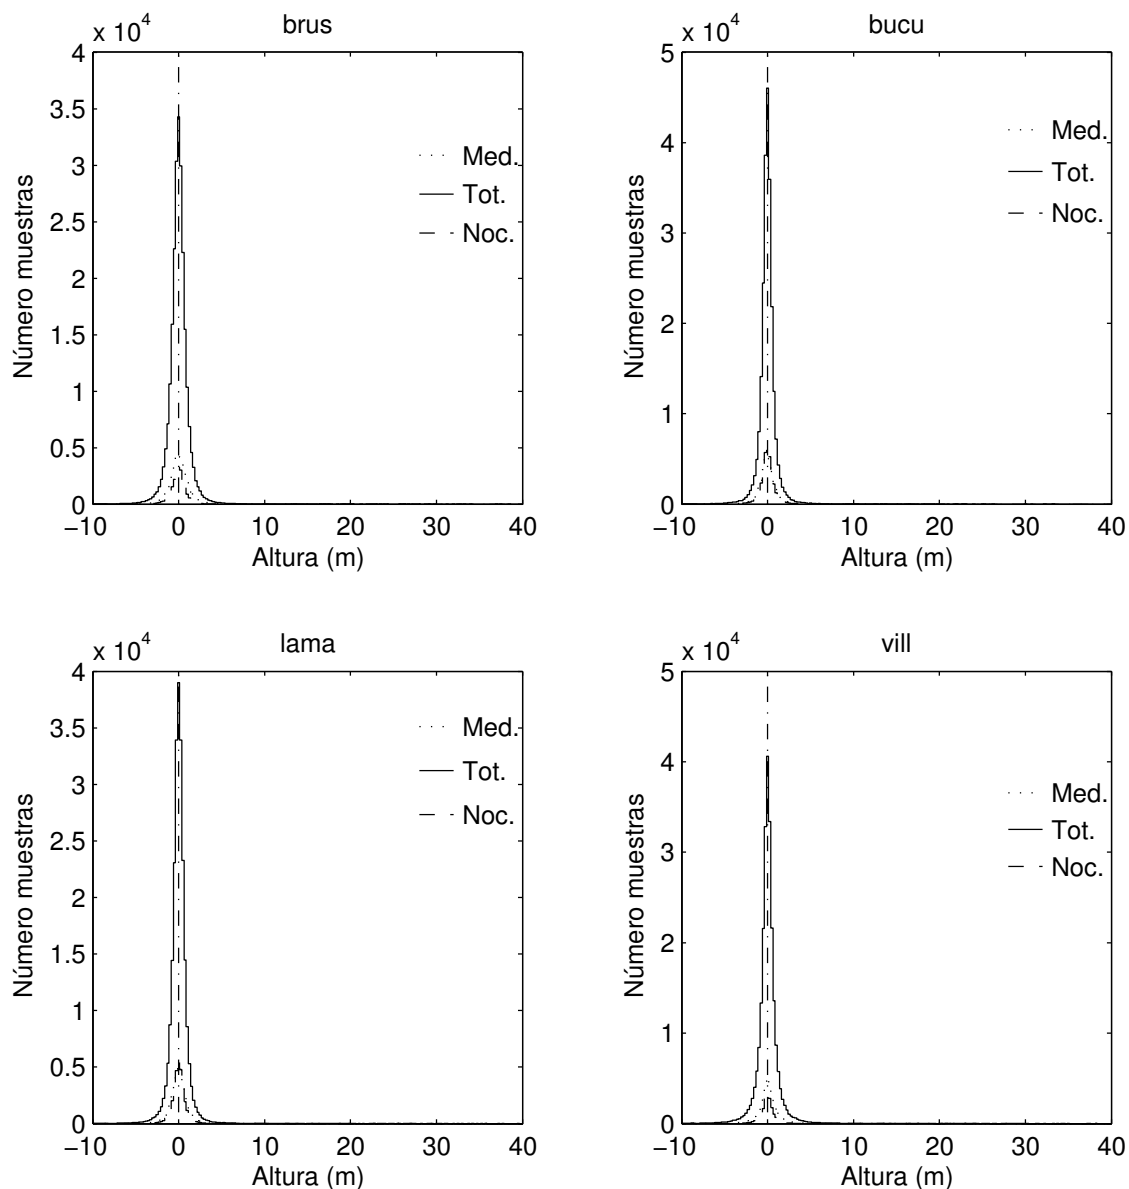 x 10^4
brus
4
3.5
3
2.5
2
1.5
1
0.5
0
−10 0 10 20 30 40
Número muestras
Altura (m)
Med.
Tot.
Noc.
x 10^4
bucu
5
4
3
2
1
0
−10 0 10 20 30 40
Número muestras
Altura (m)
Med.
Tot.
Noc.
x 10^4
lama
4
3.5
3
2.5
2
1.5
1
0.5
0
−10 0 10 20 30 40
Número muestras
Altura (m)
Med.
Tot.
Noc.
x 10^4
vill
5
4
3
2
1
0
−10 0 10 20 30 40
Número muestras
Altura (m)
Med.
Tot.
Noc.